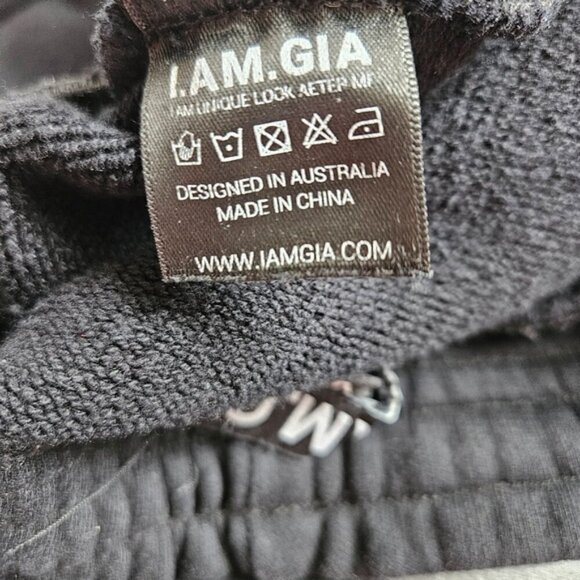 I.AM.GIA
I AM UNIQUE LOOK AFTER ME
DESIGNED IN AUSTRALIA
MADE IN CHINA
WWW.IAMGIA.COM